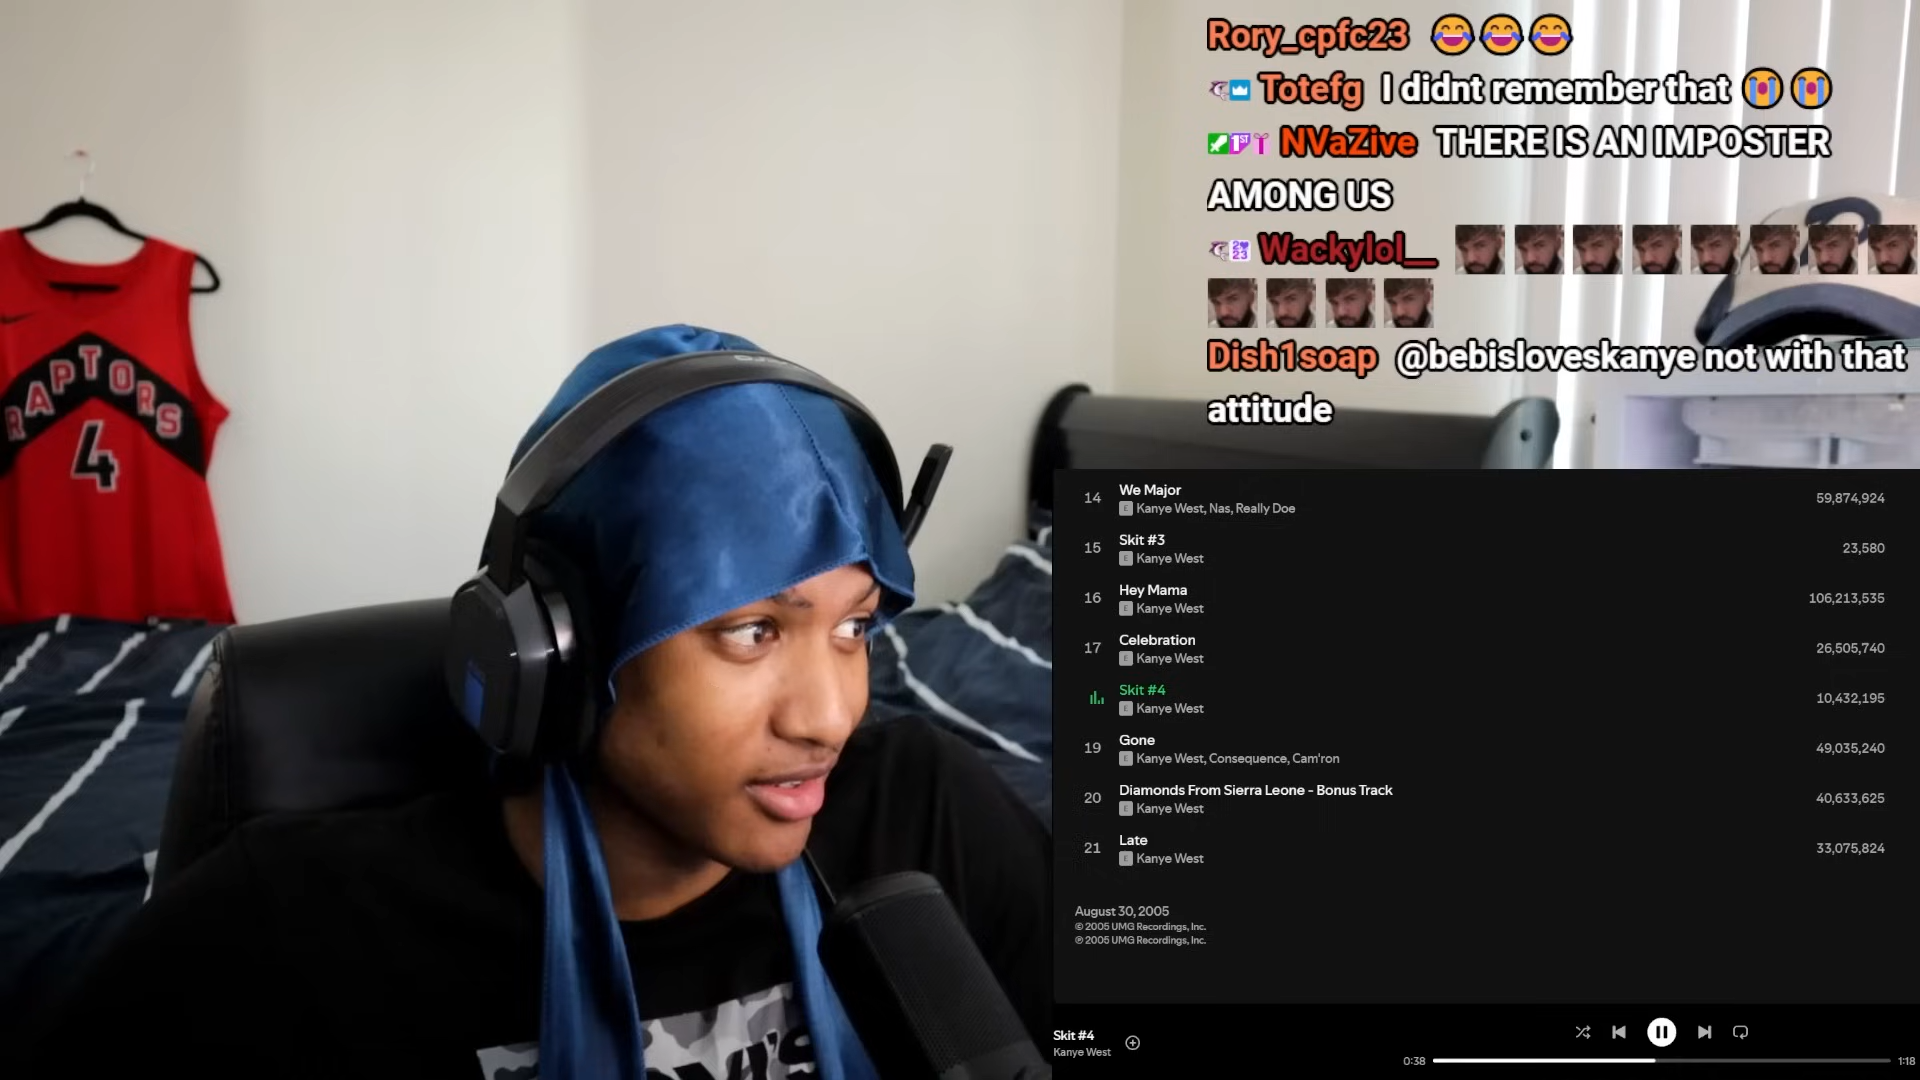 Rory_cpfc23
Totefg I didnt remember that
1ST NVaZive THERE IS AN IMPOSTER
AMONG US
Wackylol__
Dish1soap @bebisloveskanye not with that
attitude
RAPTORS
4
14 We Major 59,874,924
E Kanye West, Nas, Really Doe
15 Skit #3 23,580
E Kanye West
16 Hey Mama 106,213,535
E Kanye West
17 Celebration 26,505,740
E Kanye West
Skit #4 10,432,195
E Kanye West
19 Gone 49,035,240
E Kanye West, Consequence, Cam'ron
20 Diamonds From Sierra Leone - Bonus Track 40,633,625
E Kanye West
21 Late 33,075,824
E Kanye West
August 30, 2005
© 2005 UMG Recordings, Inc.
℗ 2005 UMG Recordings, Inc.
Skit #4
Kanye West
0:38 1:18